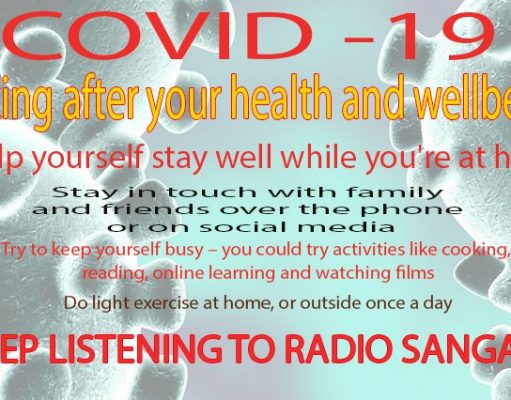 COVID -19
king after your health and wellbe
lp yourself stay well while you're at h
Stay in touch with family
and friends over the phone
or on social media
Try to keep yourself busy – you could try activities like cooking,
reading, online learning and watching films
Do light exercise at home, or outside once a day
EP LISTENING TO RADIO SANGA